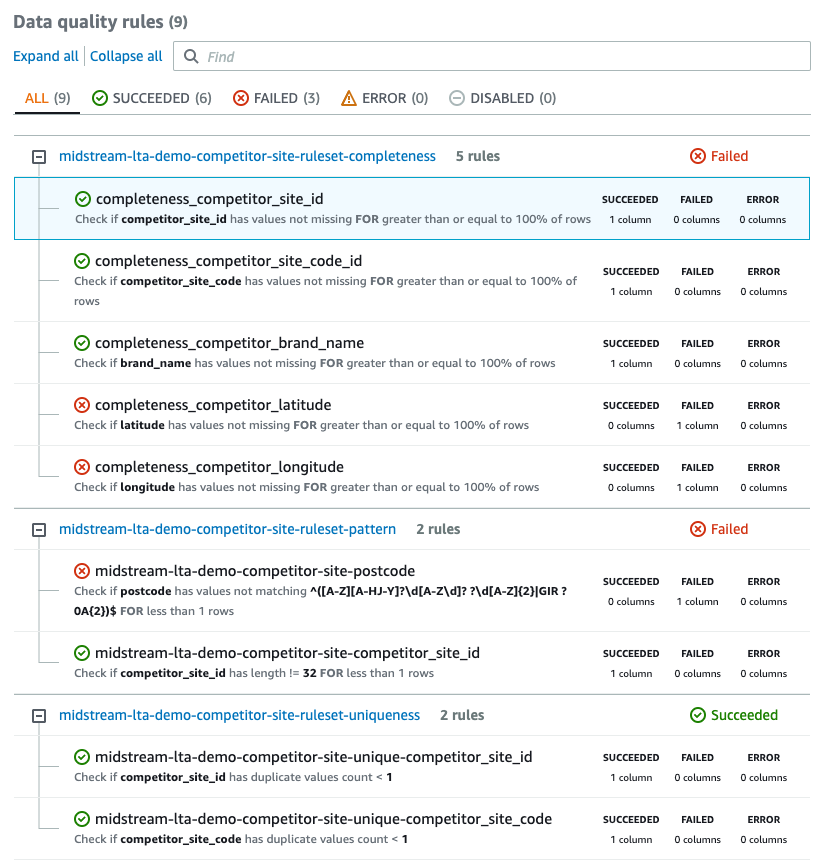 Data quality rules (9)
Expand all Collapse all Find
ALL (9) SUCCEEDED (6) FAILED (3) ERROR (0) DISABLED (0)
midstream-lta-demo-competitor-site-ruleset-completeness 5 rules Failed
completeness_competitor_site_id SUCCEEDED FAILED ERROR
Check if competitor_site_id has values not missing FOR greater than or equal to 100% of rows 1 column 0 columns 0 columns
completeness_competitor_site_code_id SUCCEEDED FAILED ERROR
Check if competitor_site_code has values not missing FOR greater than or equal to 100% of 1 column 0 columns 0 columns
rows
completeness_competitor_brand_name SUCCEEDED FAILED ERROR
Check if brand_name has values not missing FOR greater than or equal to 100% of rows 1 column 0 columns 0 columns
completeness_competitor_latitude SUCCEEDED FAILED ERROR
Check if latitude has values not missing FOR greater than or equal to 100% of rows 0 columns 1 column 0 columns
completeness_competitor_longitude SUCCEEDED FAILED ERROR
Check if longitude has values not missing FOR greater than or equal to 100% of rows 0 columns 1 column 0 columns
midstream-lta-demo-competitor-site-ruleset-pattern 2 rules Failed
midstream-lta-demo-competitor-site-postcode SUCCEEDED FAILED ERROR
Check if postcode has values not matching ^([A-Z][A-HJ-Y]?\d[A-Z\d]? ?\d[A-Z]{2}|GIR ? 0 columns 1 column 0 columns
0A{2})$ FOR less than 1 rows
midstream-lta-demo-competitor-site-competitor_site_id SUCCEEDED FAILED ERROR
Check if competitor_site_id has length != 32 FOR less than 1 rows 1 column 0 columns 0 columns
midstream-lta-demo-competitor-site-ruleset-uniqueness 2 rules Succeeded
midstream-lta-demo-competitor-site-unique-competitor_site_id SUCCEEDED FAILED ERROR
Check if competitor_site_id has duplicate values count < 1 1 column 0 columns 0 columns
midstream-lta-demo-competitor-site-unique-competitor_site_code SUCCEEDED FAILED ERROR
Check if competitor_site_code has duplicate values count < 1 1 column 0 columns 0 columns